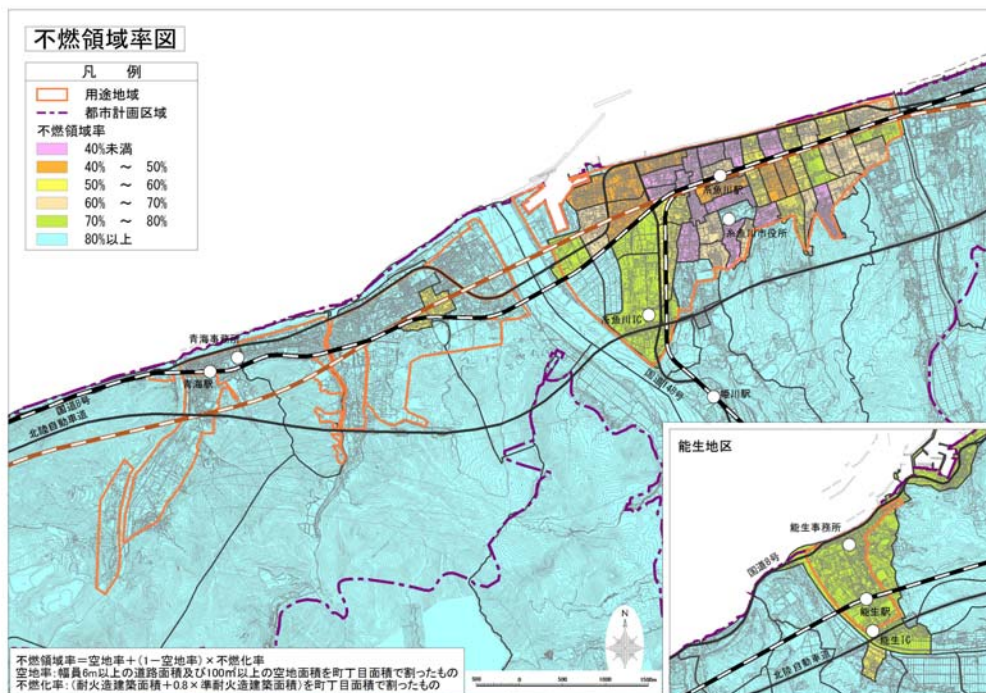 不燃領域率図
凡　例
用途地域
都市計画区域
不燃領域率
40%未満
40% ～ 50%
50% ～ 60%
60% ～ 70%
70% ～ 80%
80%以上
糸魚川駅
糸魚川市役所
糸魚川IC
青海事務所
青海駅
国道8号
北陸自動車道
国道148号
姫川駅
能生地区
能生事務所
国道8号
能生駅
能生IC
北陸自動車道
N
500 0 500 1000 1500m
不燃領域率＝空地率＋(1－空地率)×不燃化率
空地率:幅員6m以上の道路面積及び100㎡以上の空地面積を町丁目面積で割ったもの
不燃化率:(耐火造建築面積＋0.8×準耐火造建築面積)を町丁目面積で割ったもの